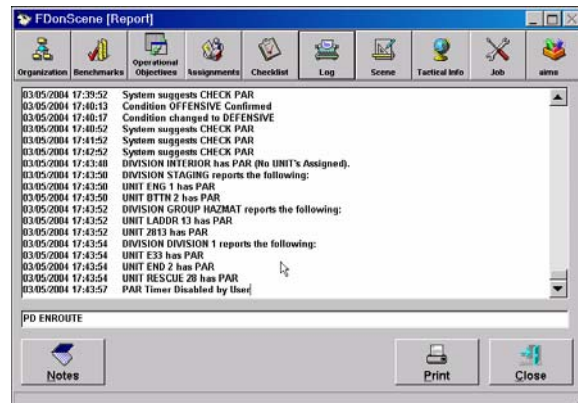 FDonScene [Report]
Organization Benchmarks Operational Objectives Assignments Checklist Log Scene Tactical Info Job aims
03/05/2004 17:39:52 System suggests CHECK PAR
03/05/2004 17:40:13 Condition OFFENSIVE Confirmed
03/05/2004 17:40:17 Condition changed to DEFENSIVE
03/05/2004 17:40:52 System suggests CHECK PAR
03/05/2004 17:41:52 System suggests CHECK PAR
03/05/2004 17:42:52 System suggests CHECK PAR
03/05/2004 17:43:48 DIVISION INTERIOR has PAR (No UNIT's Assigned).
03/05/2004 17:43:50 DIVISION STAGING reports the following:
03/05/2004 17:43:50 UNIT ENG 1 has PAR
03/05/2004 17:43:50 UNIT BTTN 2 has PAR
03/05/2004 17:43:52 DIVISION GROUP HAZMAT reports the following:
03/05/2004 17:43:52 UNIT LADDR 13 has PAR
03/05/2004 17:43:52 UNIT 2813 has PAR
03/05/2004 17:43:54 DIVISION DIVISION 1 reports the following:
03/05/2004 17:43:54 UNIT E33 has PAR
03/05/2004 17:43:54 UNIT END 2 has PAR
03/05/2004 17:43:54 UNIT RESCUE 28 has PAR
03/05/2004 17:43:57 PAR Timer Disabled by User
PD ENROUTE
Notes Print Close